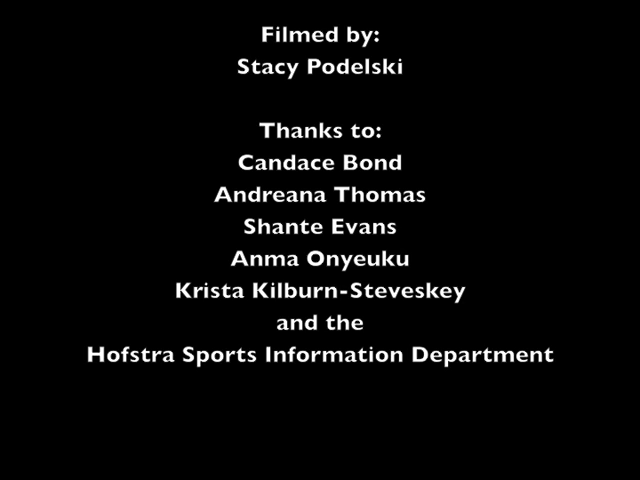 Filmed by:
Stacy Podelski
Thanks to:
Candace Bond
Andreana Thomas
Shante Evans
Anma Onyeuku
Krista Kilburn-Steveskey
and the
Hofstra Sports Information Department